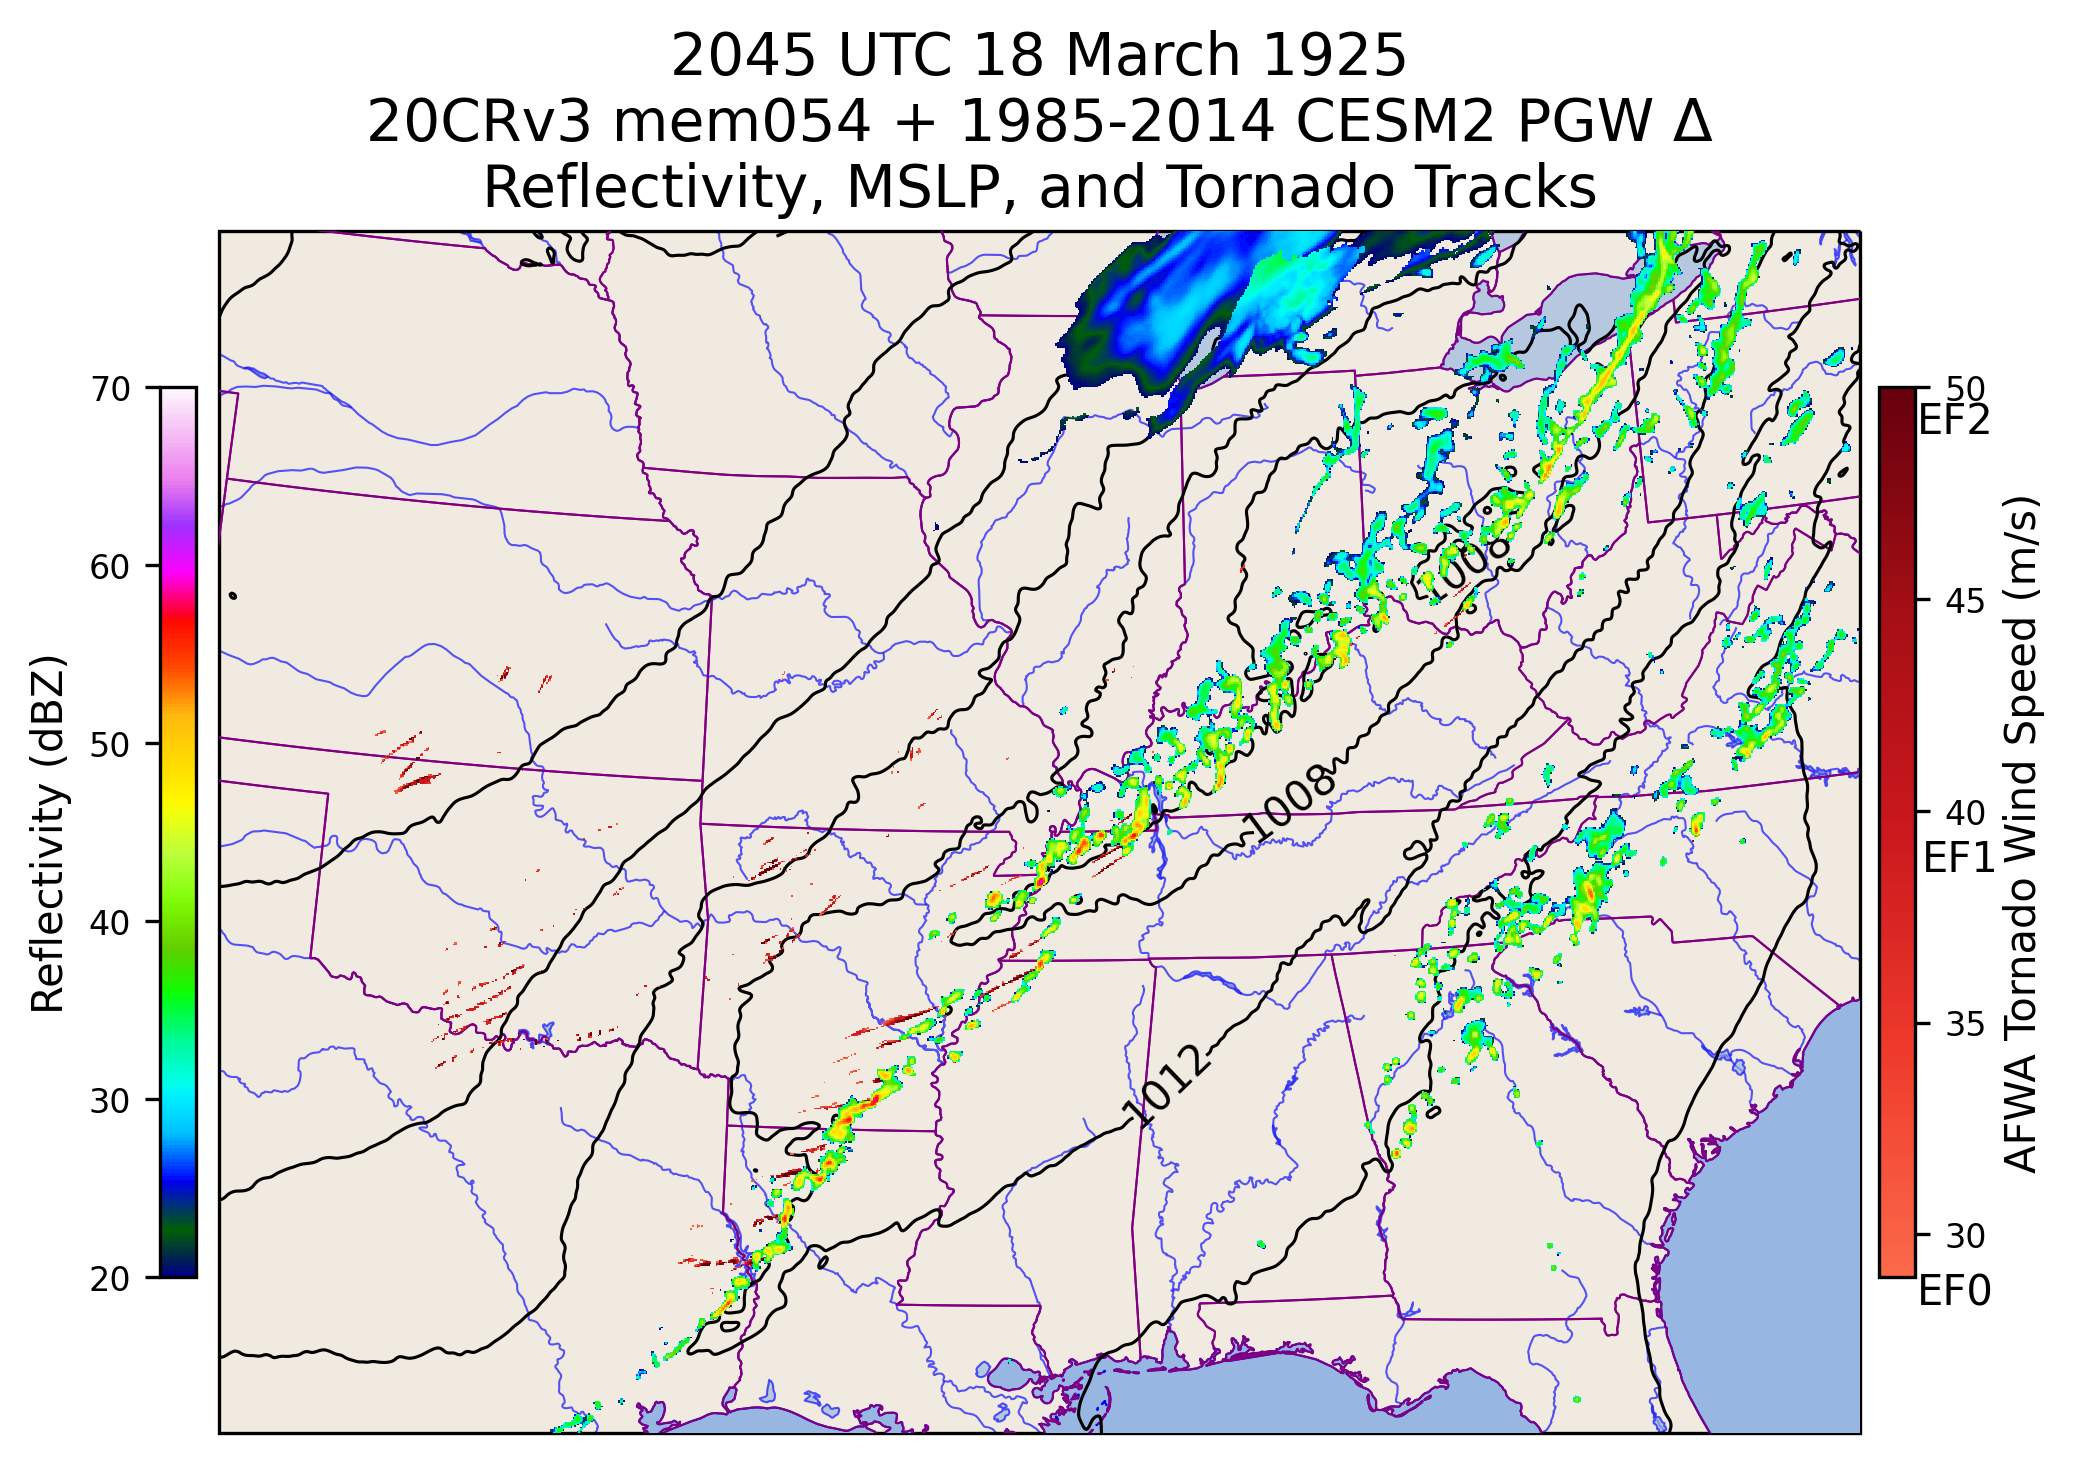 2045 UTC 18 March 1925
20CRv3 mem054 + 1985-2014 CESM2 PGW Δ
Reflectivity, MSLP, and Tornado Tracks
Reflectivity (dBZ)
70
60
50
40
30
20
1008
1008
1012
50
EF2
45
40
EF1
35
30
EF0
AFWA Tornado Wind Speed (m/s)